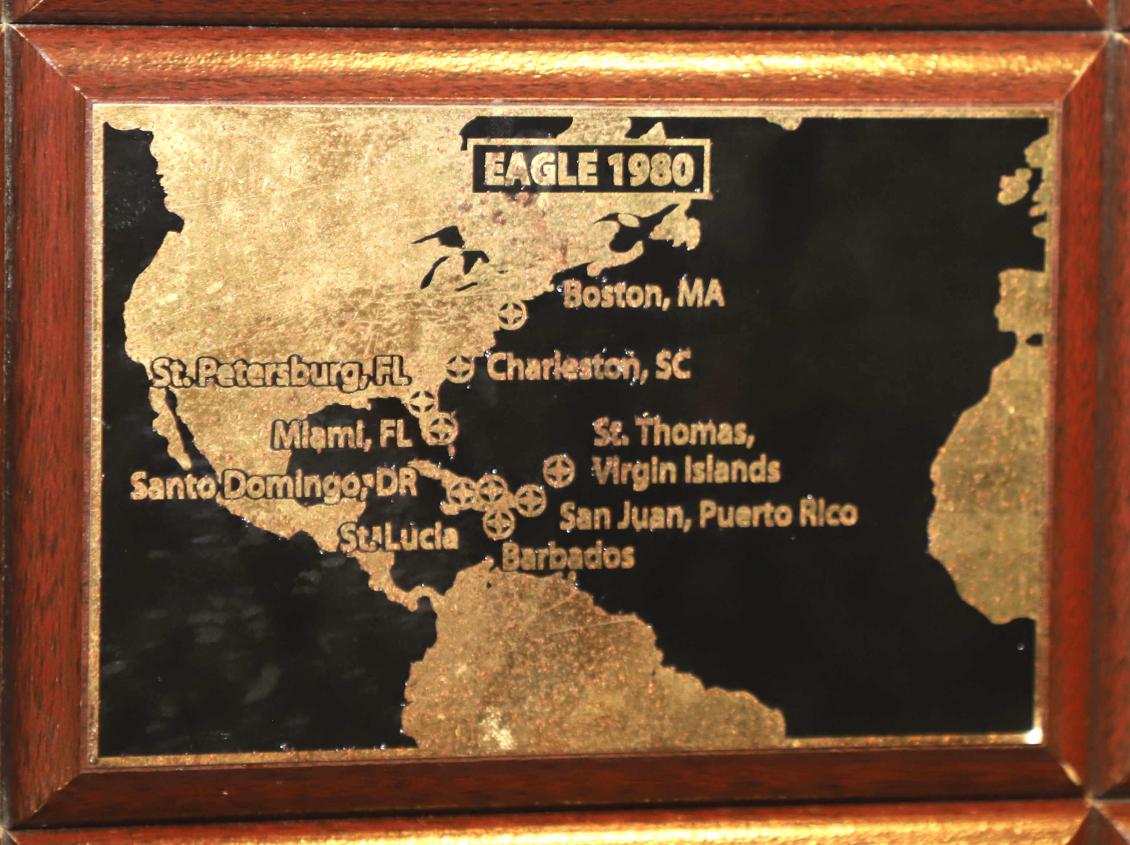 EAGLE 1980
Boston, MA
St. Petersburg, FL
Charleston, SC
Miami, FL
St. Thomas,
Virgin Islands
Santo Domingo, DR
San Juan, Puerto Rico
St. Lucia
Barbados